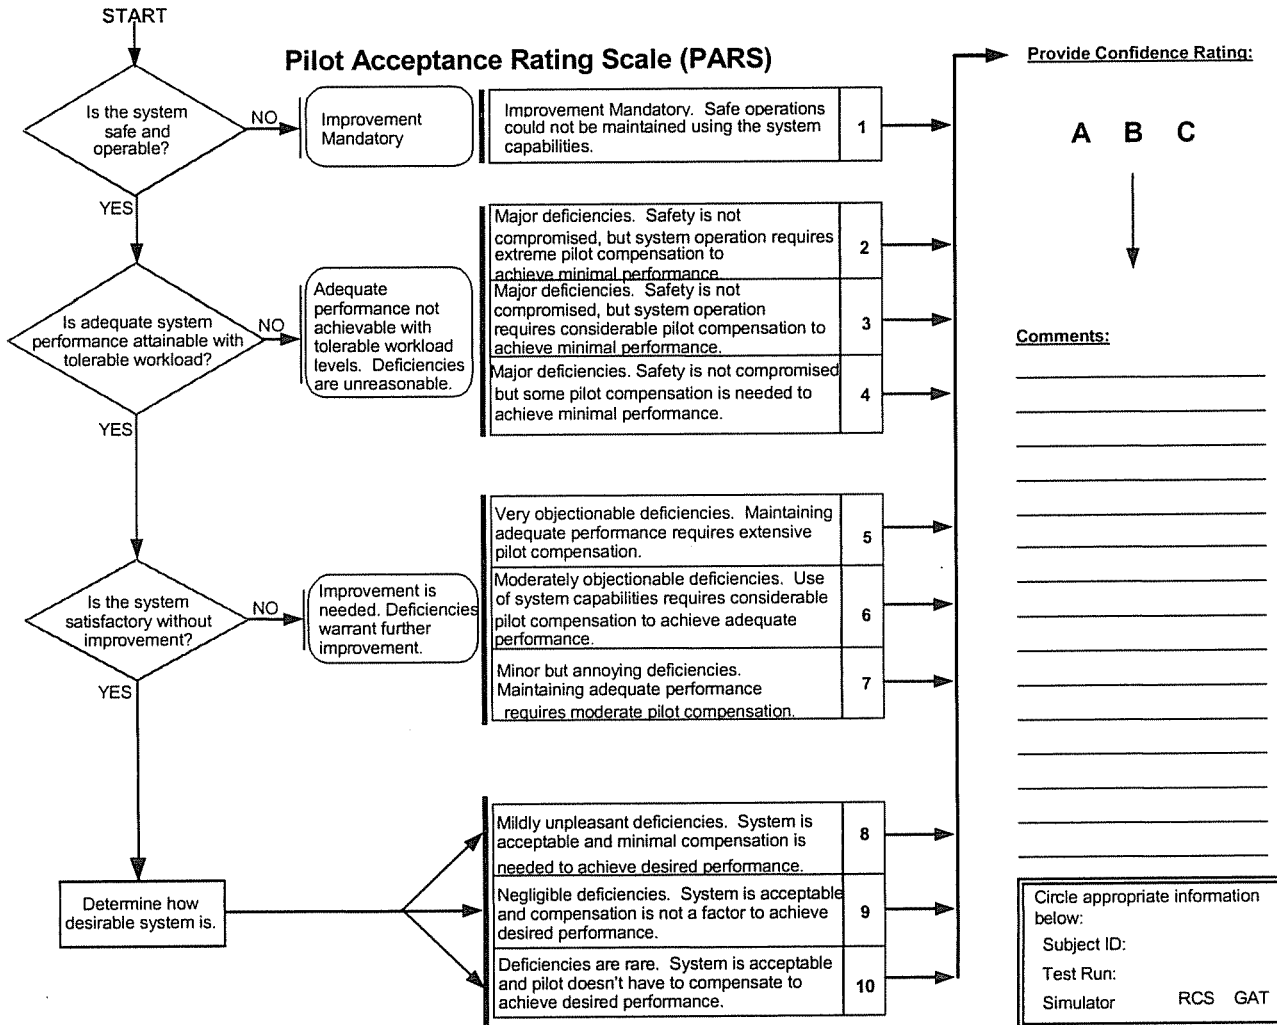 START
Pilot Acceptance Rating Scale (PARS)
Is the system
safe and
operable?
NO
Improvement
Mandatory
Improvement Mandatory. Safe operations
could not be maintained using the system
capabilities.
1
YES
Is adequate system
performance attainable with
tolerable workload?
NO
Adequate
performance not
achievable with
tolerable workload
levels. Deficiencies
are unreasonable.
Major deficiencies. Safety is not
compromised, but system operation requires
extreme pilot compensation to
achieve minimal performance
2
Major deficiencies. Safety is not
compromised, but system operation
requires considerable pilot compensation to
achieve minimal performance.
3
Major deficiencies. Safety is not compromised
but some pilot compensation is needed to
achieve minimal performance.
4
YES
Is the system
satisfactory without
improvement?
NO
Improvement is
needed. Deficiencies
warrant further
improvement.
Very objectionable deficiencies. Maintaining
adequate performance requires extensive
pilot compensation.
5
Moderately objectionable deficiencies. Use
of system capabilities requires considerable
pilot compensation to achieve adequate
performance.
6
Minor but annoying deficiencies.
Maintaining adequate performance
requires moderate pilot compensation.
7
YES
Determine how
desirable system is.
Mildly unpleasant deficiencies. System is
acceptable and minimal compensation is
needed to achieve desired performance.
8
Negligible deficiencies. System is acceptable
and compensation is not a factor to achieve
desired performance.
9
Deficiencies are rare. System is acceptable
and pilot doesn't have to compensate to
achieve desired performance.
10
Provide Confidence Rating:
A B C
Comments:
Circle appropriate information
below:
Subject ID:
Test Run:
Simulator RCS GAT